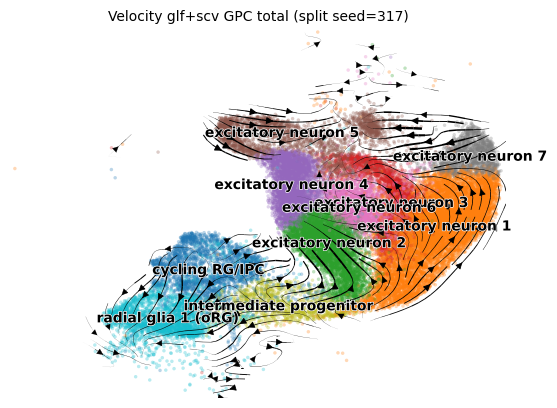 Velocity glf+scv GPC total (split seed=317)
excitatory neuron 5
excitatory neuron 7
excitatory neuron 4
excitatory neuron 3
excitatory neuron 6
excitatory neuron 1
excitatory neuron 2
cycling RG/IPC
intermediate progenitor
radial glia 1 (oRG)